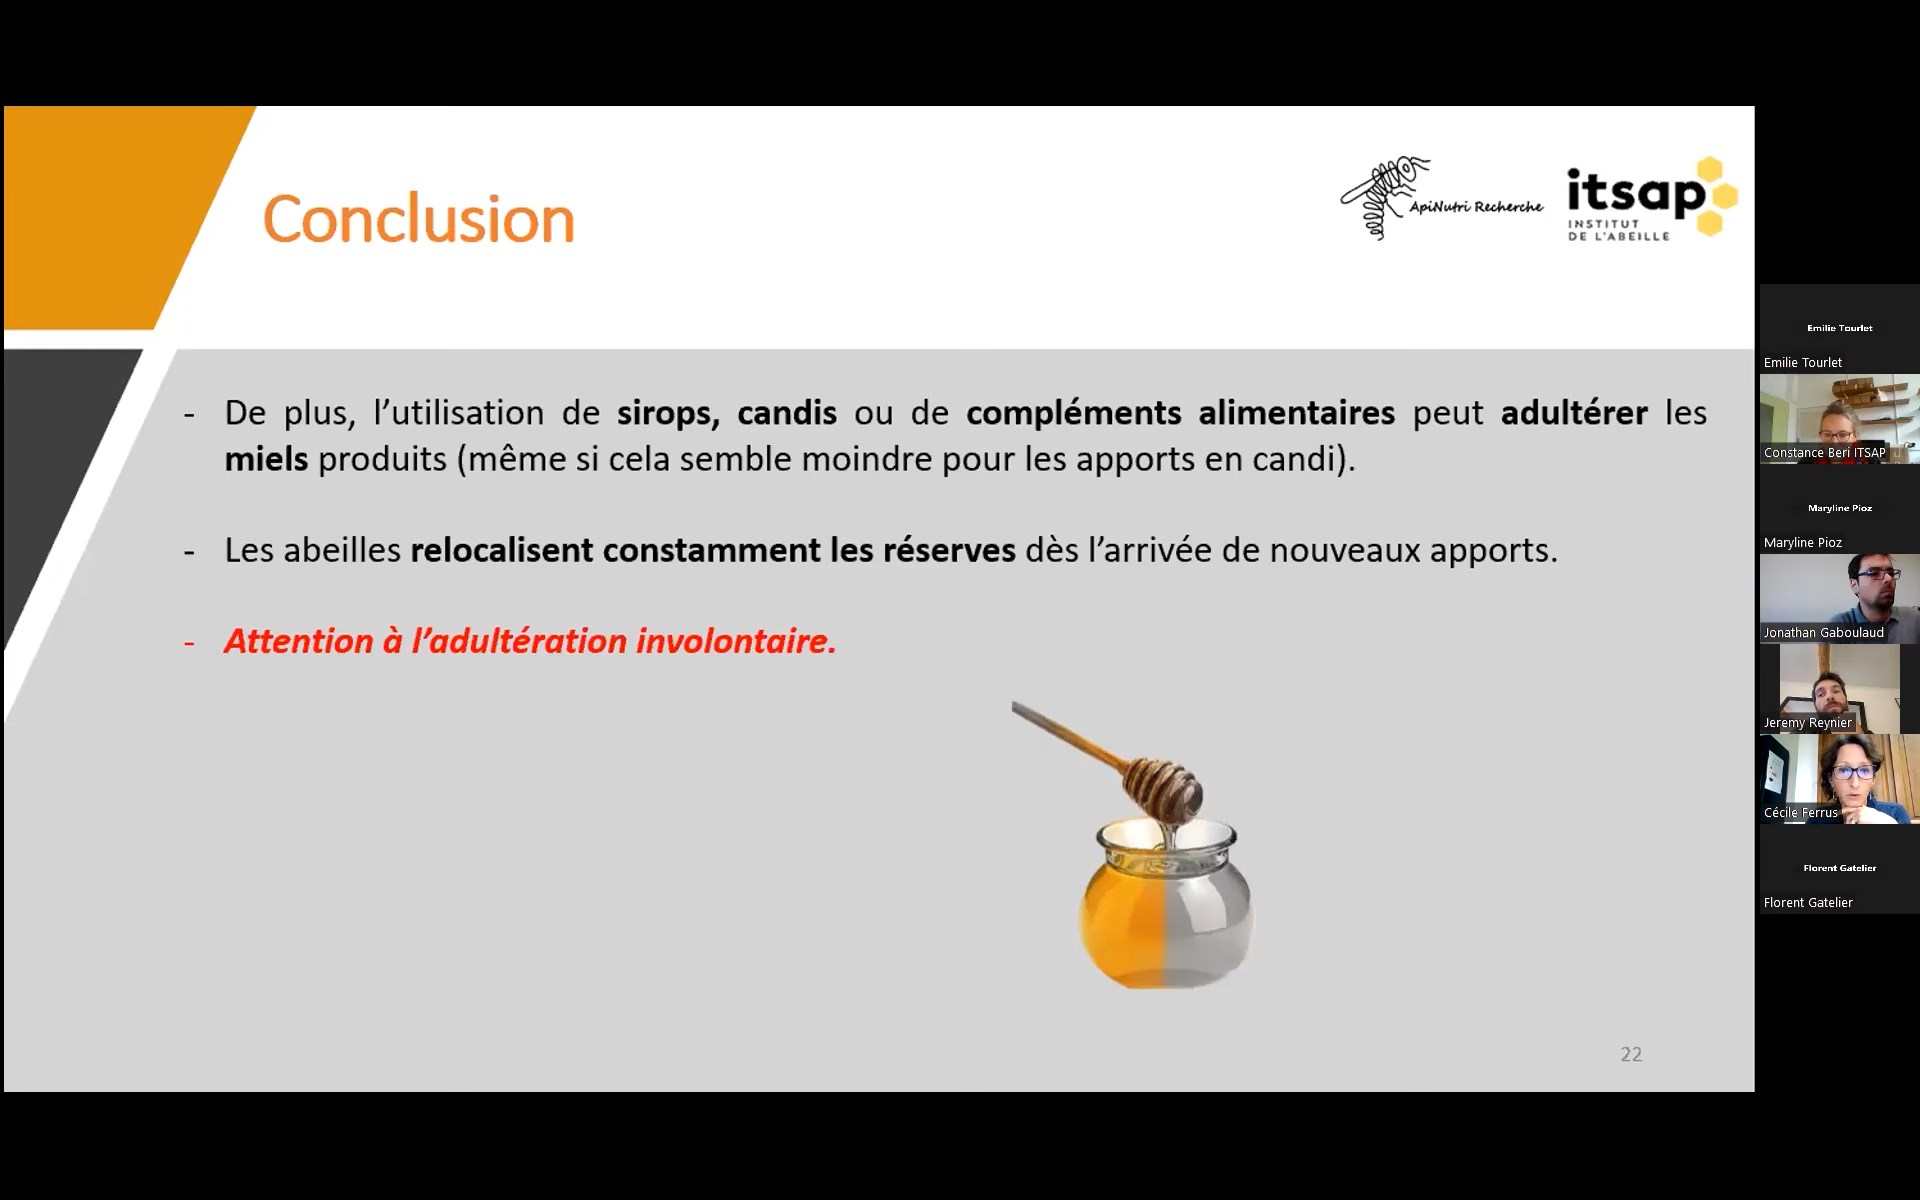 Conclusion
ApiNutri Recherche
itsap
INSTITUT
DE L'ABEILLE
- De plus, l’utilisation de sirops, candis ou de compléments alimentaires peut adultérer les
miels produits (même si cela semble moindre pour les apports en candi).
- Les abeilles relocalisent constamment les réserves dès l’arrivée de nouveaux apports.
- Attention à l’adultération involontaire.
22
Emilie Tourlet
Emilie Tourlet
Constance Beri ITSAP
Maryline Pioz
Maryline Pioz
Jonathan Gaboulaud
Jeremy Reynier
Cécile Ferrus
Florent Gatelier
Florent Gatelier